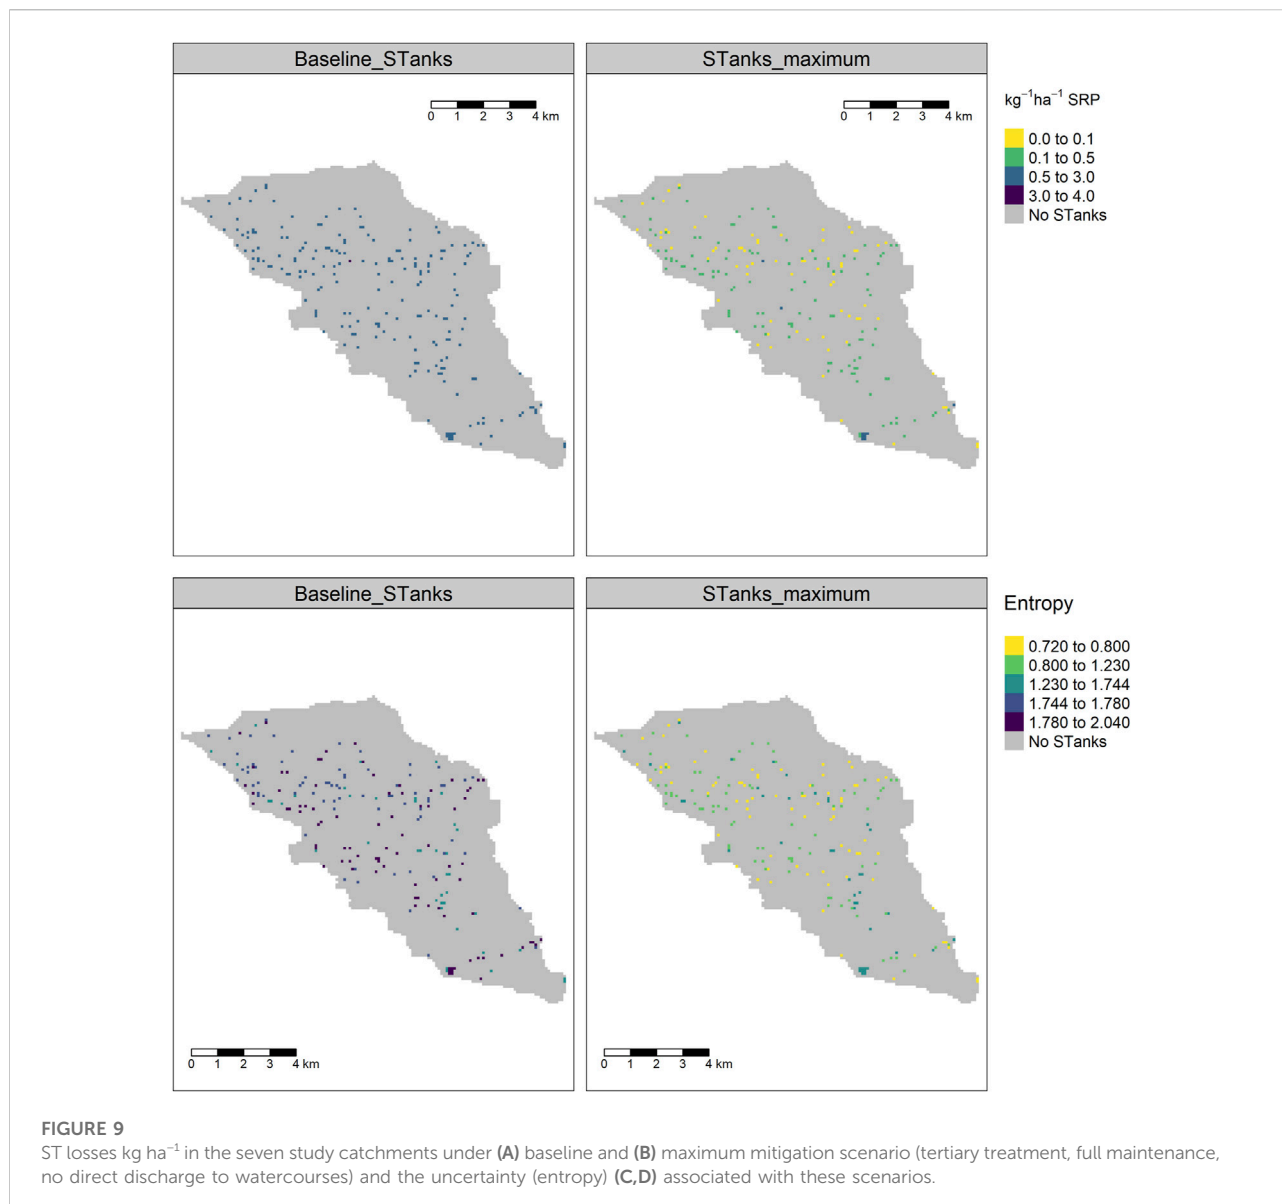 Baseline_STanks
STanks_maximum
0 1 2 3 4 km
0 1 2 3 4 km
kg⁻¹ha⁻¹ SRP
0.0 to 0.1
0.1 to 0.5
0.5 to 3.0
3.0 to 4.0
No STanks
Baseline_STanks
STanks_maximum
0 1 2 3 4 km
0 1 2 3 4 km
Entropy
0.720 to 0.800
0.800 to 1.230
1.230 to 1.744
1.744 to 1.780
1.780 to 2.040
No STanks
FIGURE 9
ST losses kg ha⁻¹ in the seven study catchments under (A) baseline and (B) maximum mitigation scenario (tertiary treatment, full maintenance,
no direct discharge to watercourses) and the uncertainty (entropy) (C,D) associated with these scenarios.